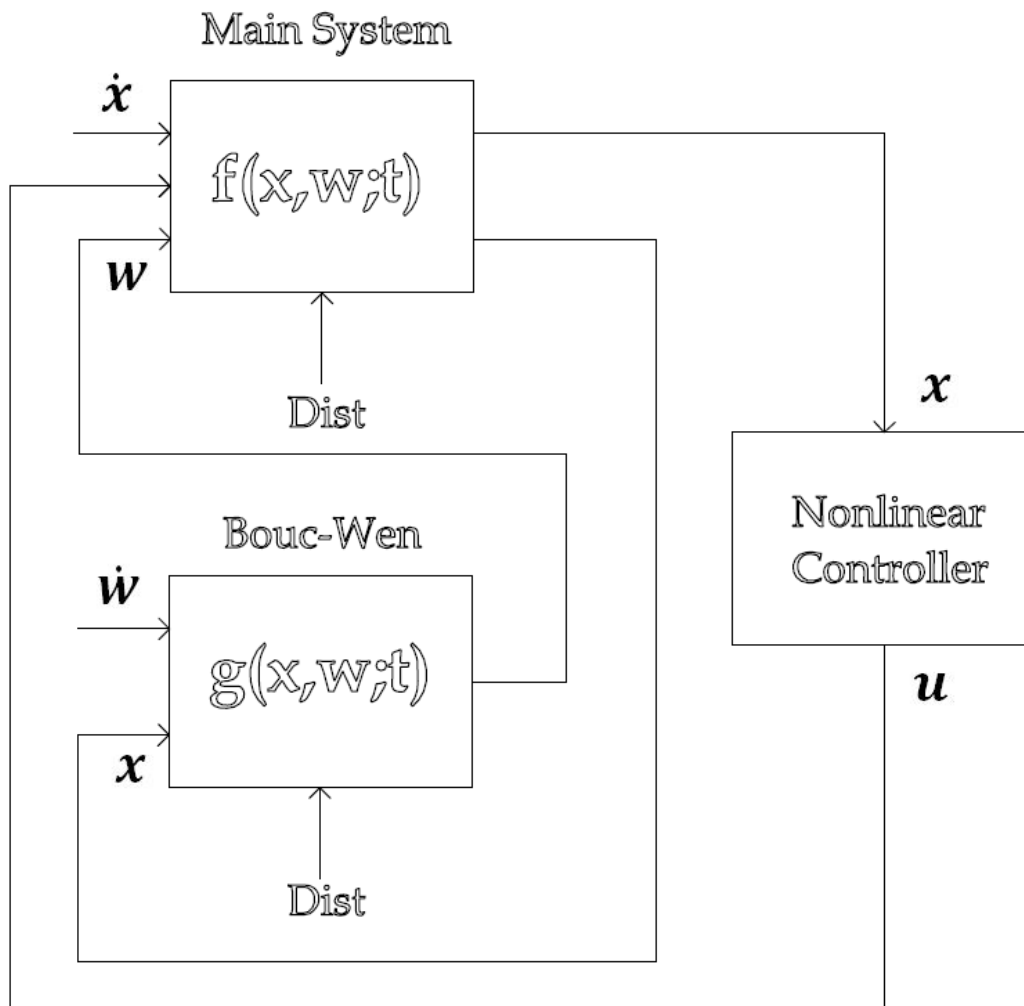 Main System
ẋ
f(x,w;t)
w
Dist
x
Bouc-Wen
Nonlinear
Controller
ẇ
g(x,w;t)
u
x
Dist